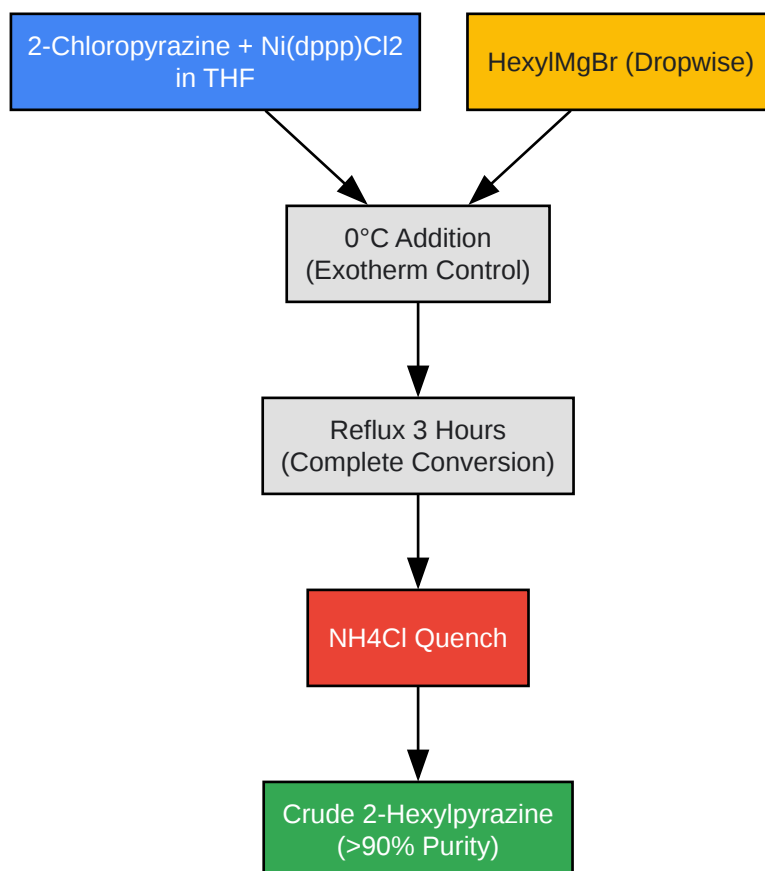 2-Chloropyrazine + Ni(dppp)Cl2
in THF
HexylMgBr (Dropwise)
0°C Addition
(Exotherm Control)
Reflux 3 Hours
(Complete Conversion)
NH4Cl Quench
Crude 2-Hexylpyrazine
(>90% Purity)